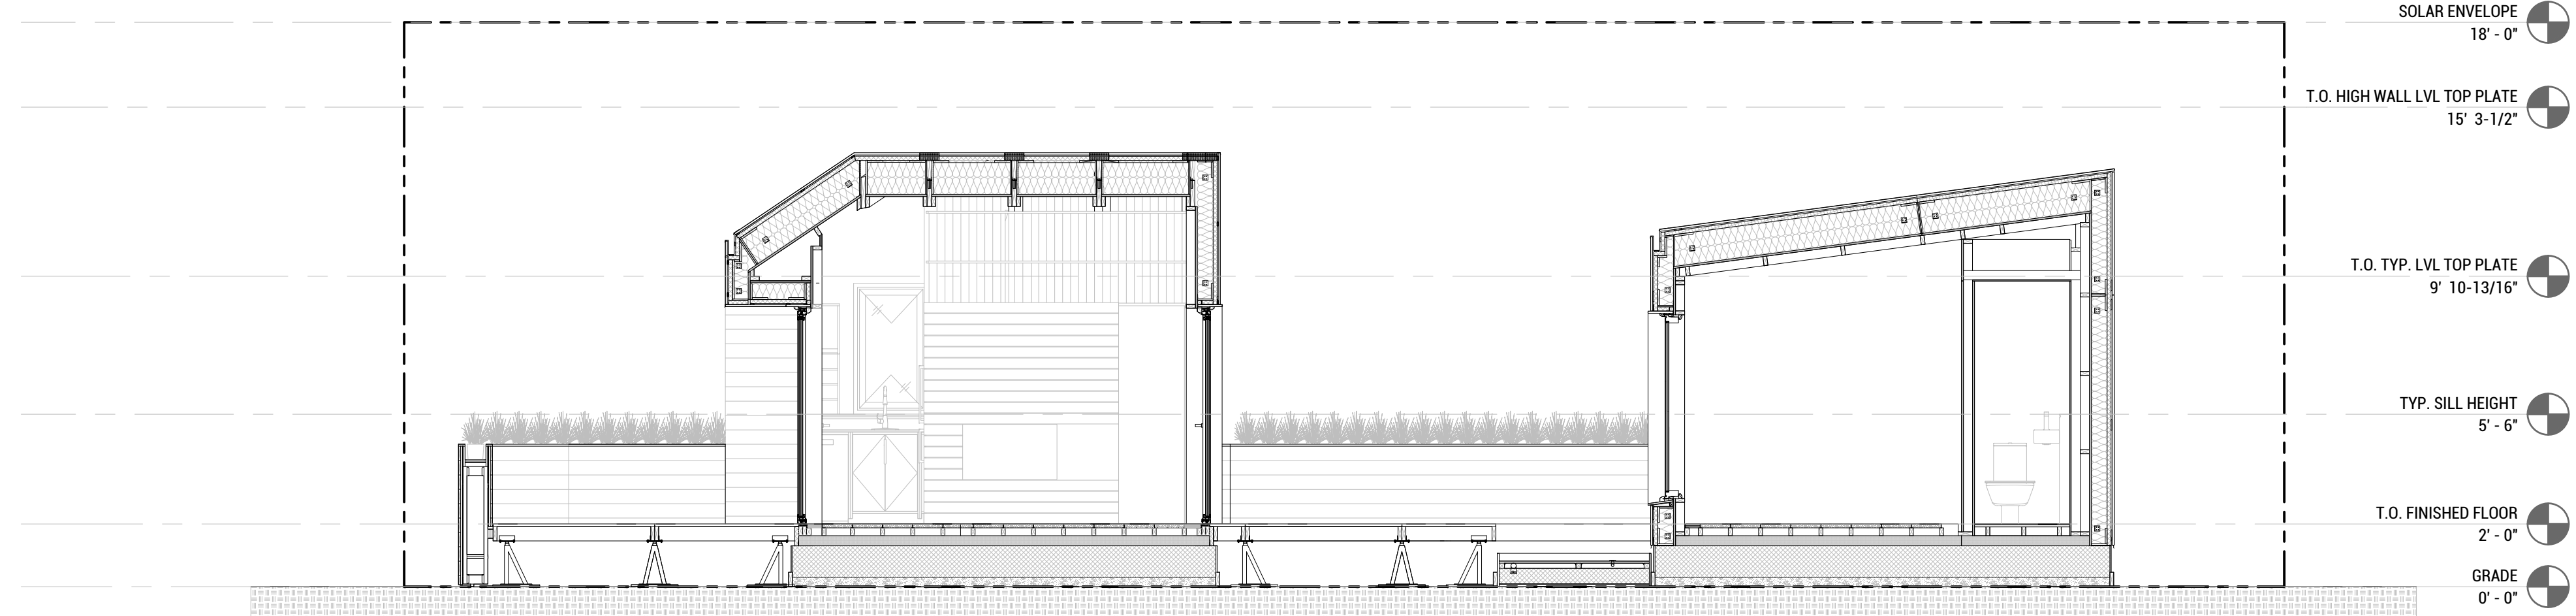 SOLAR ENVELOPE
18' - 0"
T.O. HIGH WALL LVL TOP PLATE
15' 3-1/2"
T.O. TYP. LVL TOP PLATE
9' 10-13/16"
TYP. SILL HEIGHT
5' - 6"
T.O. FINISHED FLOOR
2' - 0"
GRADE
0' - 0"